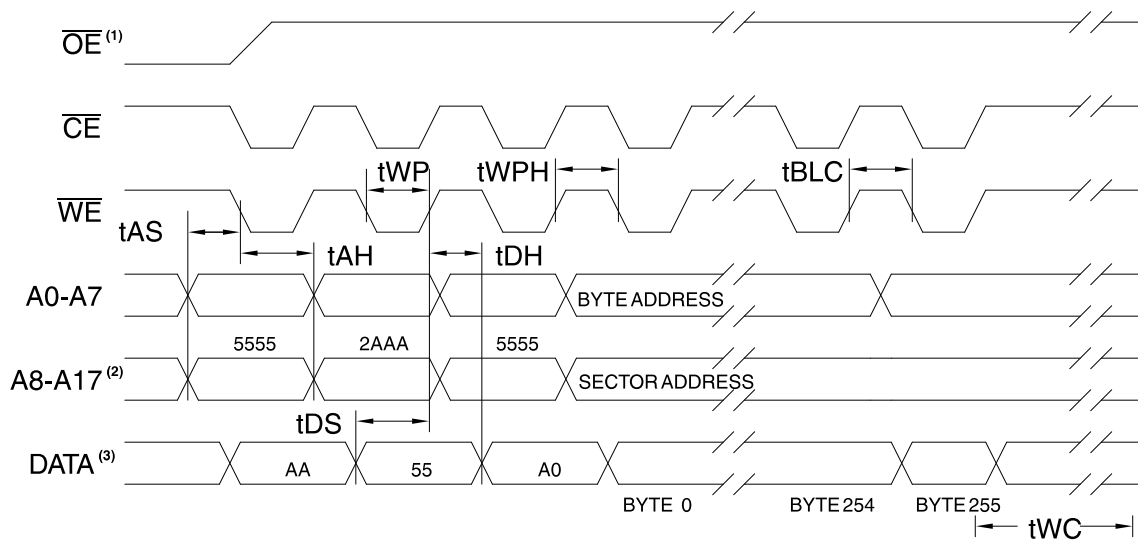 OE (1)
CE
tWP tWPH tBLC
WE
tAS
tAH tDH
A0-A7 BYTE ADDRESS
5555 2AAA 5555
A8-A17 (2) SECTOR ADDRESS
tDS
DATA (3) AA 55 A0
BYTE 0 BYTE 254 BYTE 255
tWC